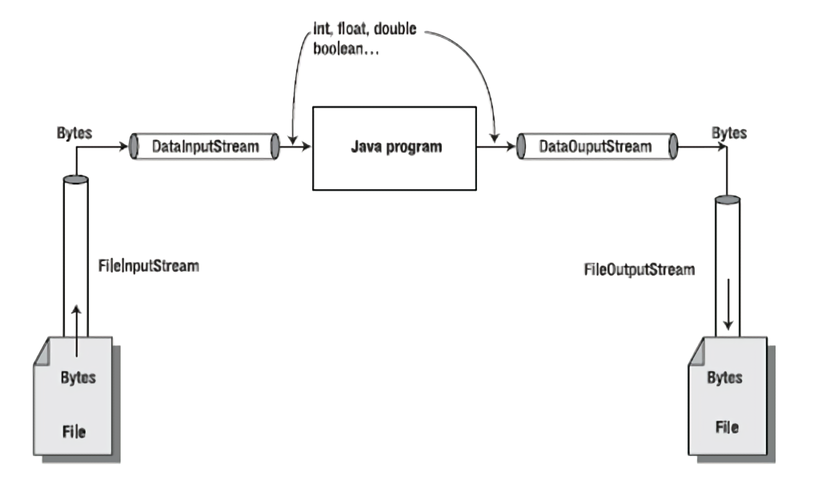 int, float, double
boolean...
Bytes
DataInputStream
Java program
DataOuputStream
Bytes
FileInputStream
FileOutputStream
Bytes
File
Bytes
File